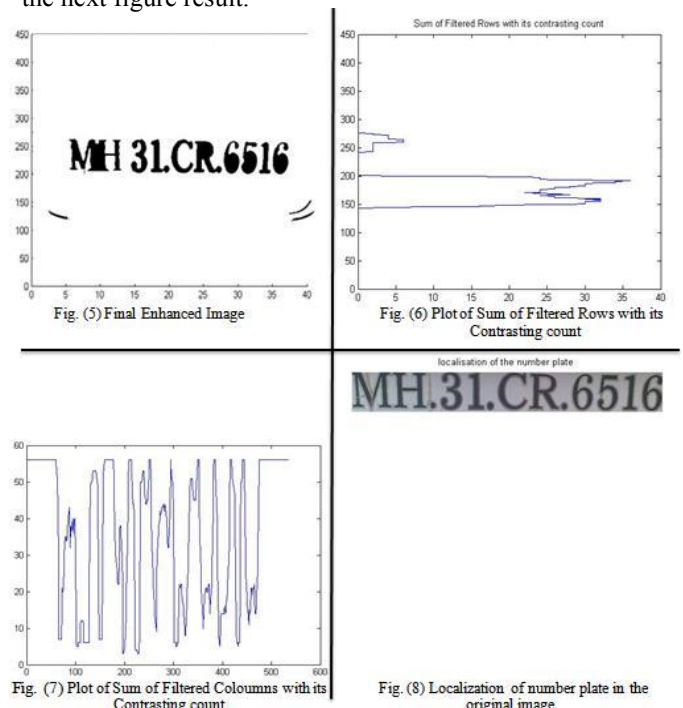 the next figure result.
450
400
350
300
250
200
150
100
50
0
MH 31.CR.6516
0 5 10 15 20 25 30 35 40
Fig. (5) Final Enhanced Image
Sum of Filtered Rows with its contrasting count
450
400
350
300
250
200
150
100
50
0
0 5 10 15 20 25 30 35 40
Fig. (6) Plot of Sum of Filtered Rows with its
Contrasting count
60
50
40
30
20
10
0
0 100 200 300 400 500 600
Fig. (7) Plot of Sum of Filtered Coloumns with its
Contrasting count
localisation of the number plate
MH.31.CR.6516
Fig. (8) Localization of number plate in the
original image